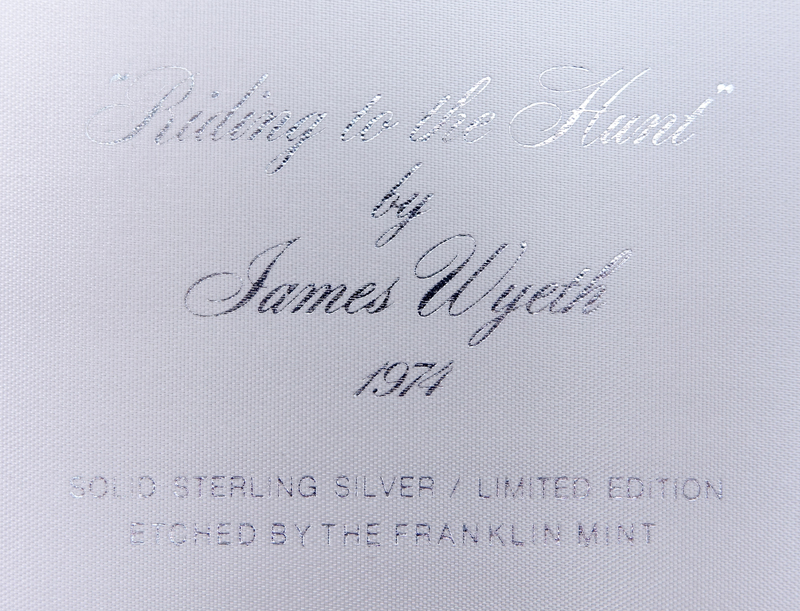 "Riding to the Hunt"
by
James Wyeth
1974
SOLID STERLING SILVER / LIMITED EDITION
ETCHED BY THE FRANKLIN MINT